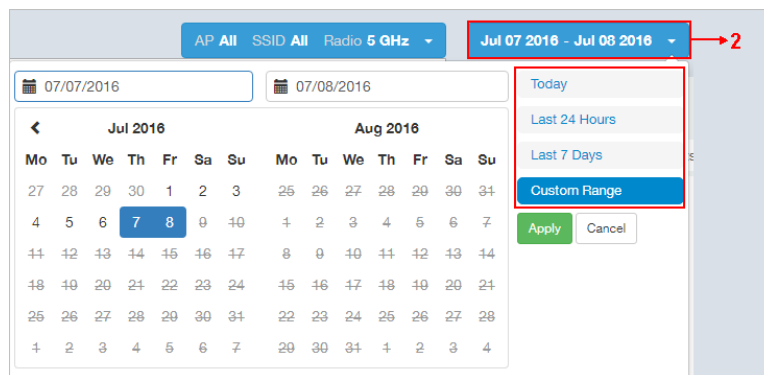 AP All SSID All Radio 5 GHz
Jul 07 2016 - Jul 08 2016
2
07/07/2016
07/08/2016
Jul 2016
Mo Tu We Th Fr Sa Su
27 28 29 30 1 2 3
4 5 6 7 8 9 10
11 12 13 14 15 16 17
18 19 20 21 22 23 24
25 26 27 28 29 30 31
1 2 3 4 5 6 7
Aug 2016
Mo Tu We Th Fr Sa Su
25 26 27 28 29 30 31
1 2 3 4 5 6 7
8 9 10 11 12 13 14
15 16 17 18 19 20 21
22 23 24 25 26 27 28
29 30 31 1 2 3 4
Today
Last 24 Hours
Last 7 Days
Custom Range
Apply Cancel